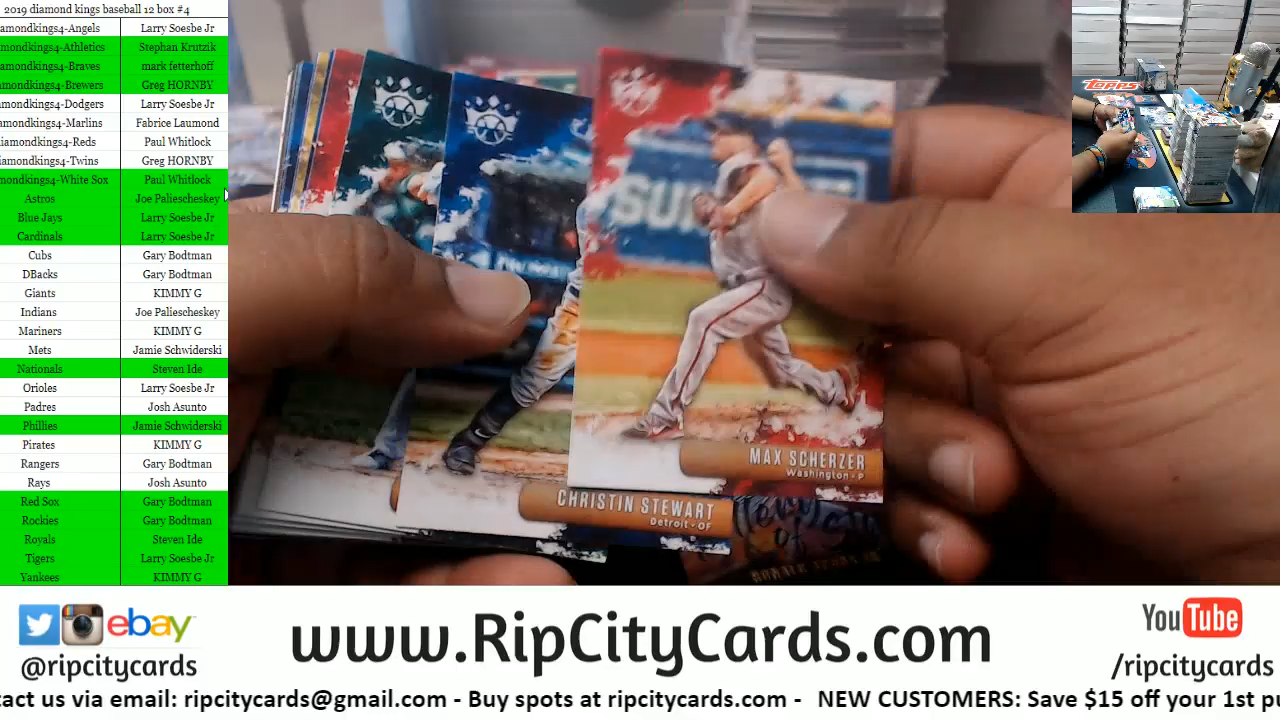 2019 diamond kings baseball 12 box #4
amondkings4-Angels Larry Soesbe Jr
mondkings4-Athletics Stephan Krutzik
amondkings4-Braves mark fetterhoff
amondkings4-Brewers Greg HORNBY
amondkings4-Dodgers Larry Soesbe Jr
amondkings4-Marlins Fabrice Laumond
iamondkings4-Reds Paul Whitlock
iamondkings4-Twins Greg HORNBY
mondkings4-White Sox Paul Whitlock
Astros Joe Paliescheskey
Blue Jays Larry Soesbe Jr
Cardinals Larry Soesbe Jr
Cubs Gary Bodtman
DBacks Gary Bodtman
Giants KIMMY G
Indians Joe Paliescheskey
Mariners KIMMY G
Mets Jamie Schwiderski
Nationals Steven Ide
Orioles Larry Soesbe Jr
Padres Josh Asunto
Phillies Jamie Schwiderski
Pirates KIMMY G
Rangers Gary Bodtman
Rays Josh Asunto
Red Sox Gary Bodtman
Rockies Gary Bodtman
Royals Steven Ide
Tigers Larry Soesbe Jr
Yankees KIMMY G
TOPPS
SUN
MAX SCHERZER
Washington - P
CHRISTIN STEWART
Detroit - OF
of
ebay
@ripcitycards
www.RipCityCards.com
YouTube
/ripcitycards
tact us via email: ripcitycards@gmail.com - Buy spots at ripcitycards.com - NEW CUSTOMERS: Save $15 off your 1st pu